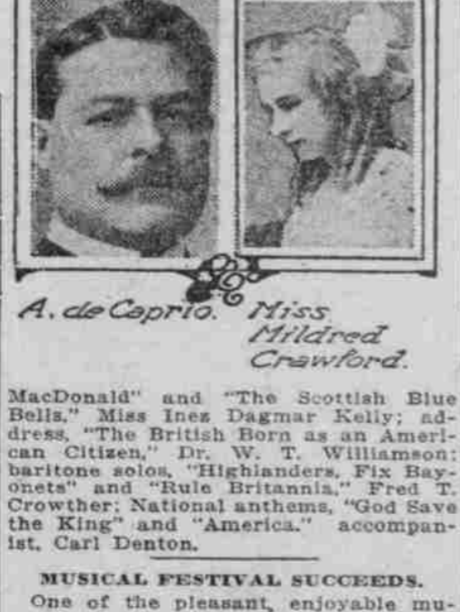 A. de Caprio. Miss
Mildred
Crawford.
MacDonald" and "The Scottish Blue
Bells," Miss Inez Dagmar Kelly; ad-
dress, "The British Born as an Ameri-
can Citizen," Dr. W. T. Williamson;
baritone solos, "Highlanders, Fix Bay-
onets" and "Rule Britannia," Fred T.
Crowther; National anthems, "God Save
the King" and "America." accompan-
ist, Carl Denton.
MUSICAL FESTIVAL SUCCEEDS.
One of the pleasant, enjoyable mu-